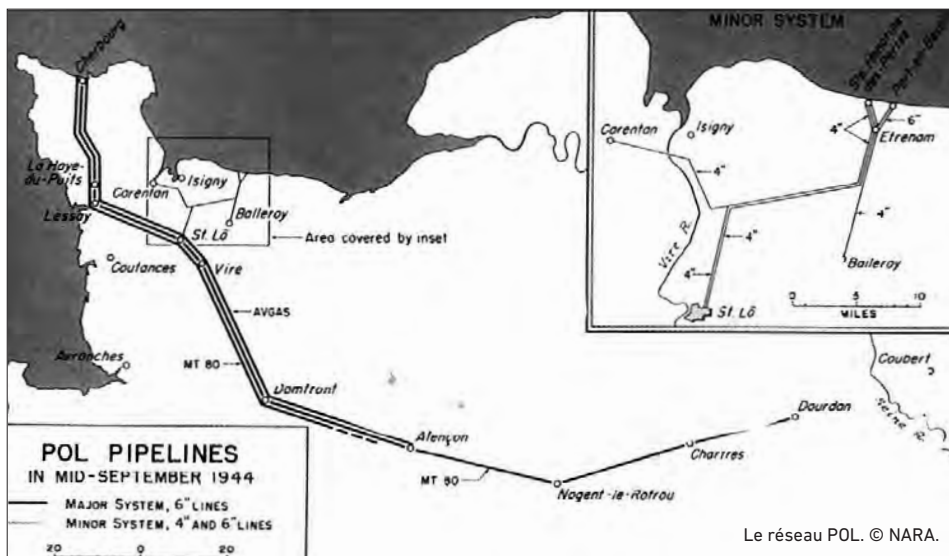 Cherbourg
La Haye-
du-Puits
Lessay
Carentan
Isigny
Balleroy
St. Lô
Area covered by inset
Coutances
Vire
AVGAS
Avranches
MT 80
Domfront
Alençon
MT 80
Nogent-le-Rotrou
Chartres
Dourdan
Coubert
Seine R.
MINOR SYSTEM
Ste. Honorine-
des-Pertes
Port-en-Bessin
Carentan
Isigny
4"
6"
Etreham
4"
4"
4"
4"
Vire R.
Balleroy
St. Lô
0 5 10
MILES
POL PIPELINES
IN MID-SEPTEMBER 1944
MAJOR SYSTEM, 6" LINES
MINOR SYSTEM, 4" AND 6" LINES
20 0 20
Le réseau POL. © NARA.